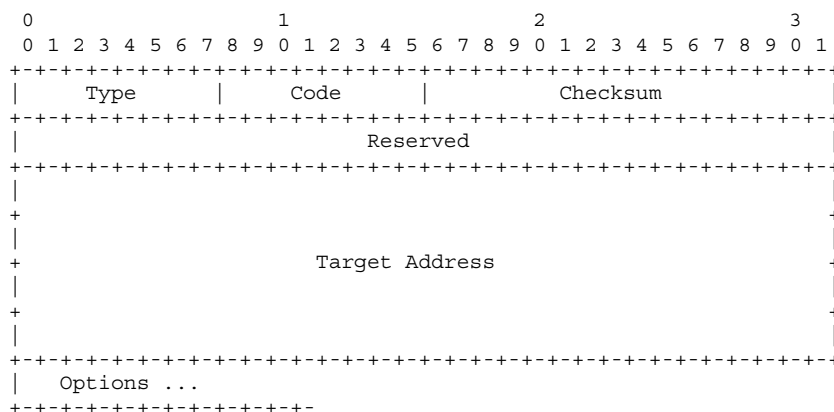 0                   1                   2                   3
0 1 2 3 4 5 6 7 8 9 0 1 2 3 4 5 6 7 8 9 0 1 2 3 4 5 6 7 8 9 0 1
+-+-+-+-+-+-+-+-+-+-+-+-+-+-+-+-+-+-+-+-+-+-+-+-+-+-+-+-+-+-+-+-+
|     Type      |     Code      |          Checksum             |
+-+-+-+-+-+-+-+-+-+-+-+-+-+-+-+-+-+-+-+-+-+-+-+-+-+-+-+-+-+-+-+-+
|                           Reserved                            |
+-+-+-+-+-+-+-+-+-+-+-+-+-+-+-+-+-+-+-+-+-+-+-+-+-+-+-+-+-+-+-+-+
|                                                               |
+                                                               +
|                                                               |
+                       Target Address                          +
|                                                               |
+                                                               +
|                                                               |
+-+-+-+-+-+-+-+-+-+-+-+-+-+-+-+-+-+-+-+-+-+-+-+-+-+-+-+-+-+-+-+-+
|   Options ...
+-+-+-+-+-+-+-+-+-+-+-+-